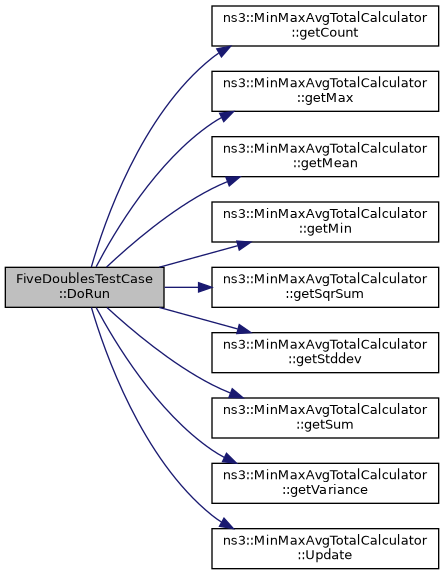 ns3::MinMaxAvgTotalCalculator
::getCount
ns3::MinMaxAvgTotalCalculator
::getMax
ns3::MinMaxAvgTotalCalculator
::getMean
ns3::MinMaxAvgTotalCalculator
::getMin
FiveDoublesTestCase
::DoRun
ns3::MinMaxAvgTotalCalculator
::getSqrSum
ns3::MinMaxAvgTotalCalculator
::getStddev
ns3::MinMaxAvgTotalCalculator
::getSum
ns3::MinMaxAvgTotalCalculator
::getVariance
ns3::MinMaxAvgTotalCalculator
::Update